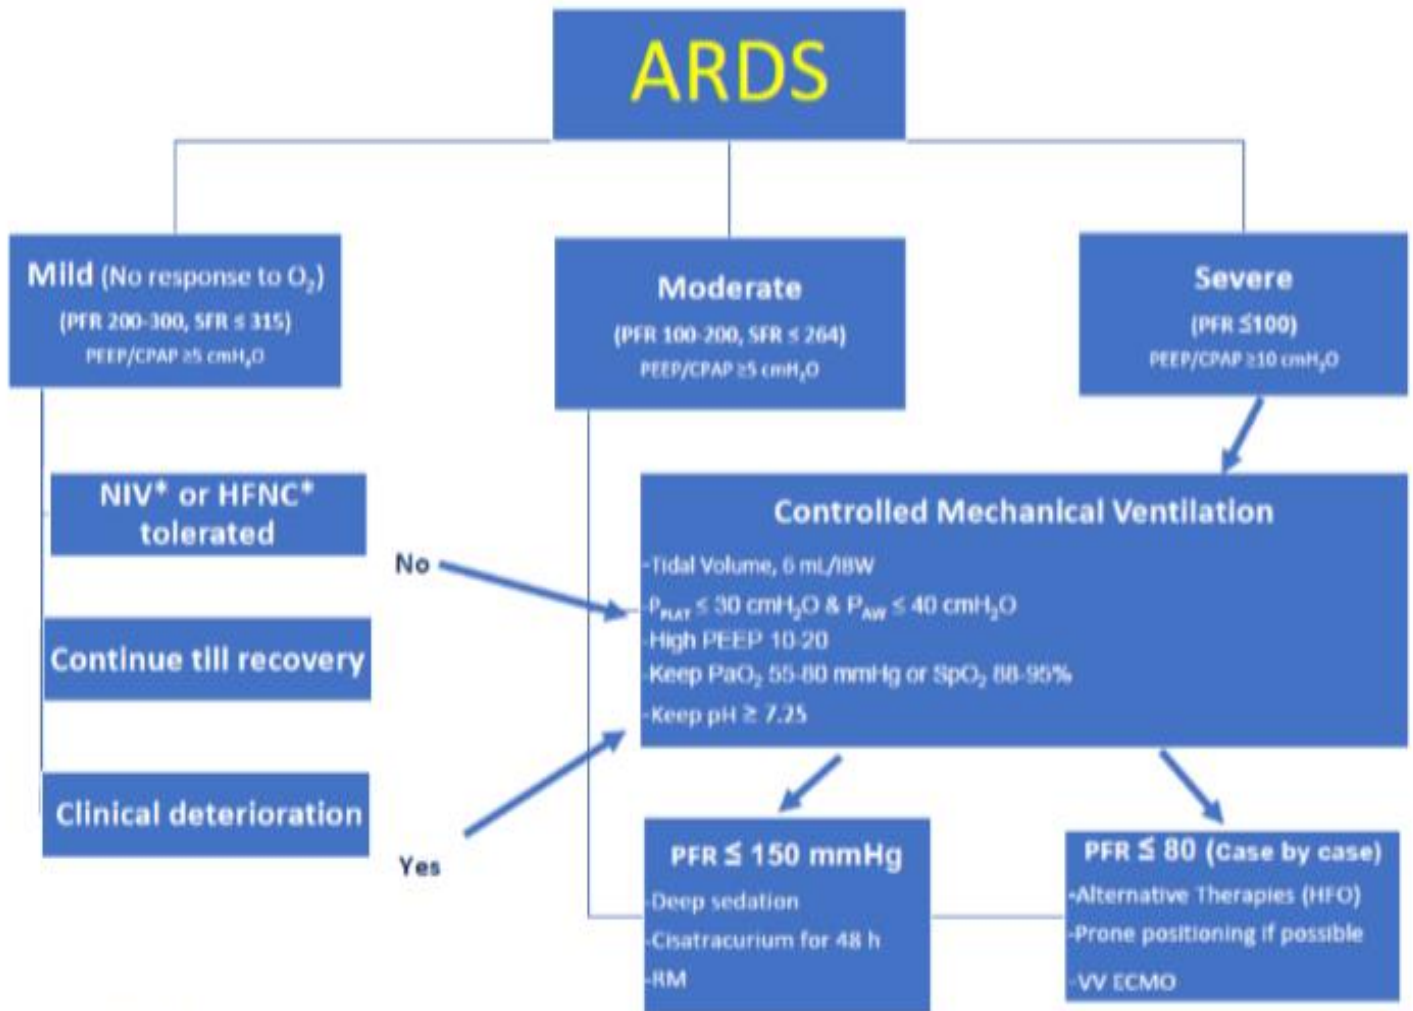 ARDS
Mild (No response to O₂)
(PFR 200-300, SFR ≤ 315)
PEEP/CPAP ≥5 cmH₂O
Moderate
(PFR 100-200, SFR ≤ 264)
PEEP/CPAP ≥5 cmH₂O
Severe
(PFR ≤100)
PEEP/CPAP ≥10 cmH₂O
NIV* or HFNC*
tolerated
Continue till recovery
Clinical deterioration
No
Yes
Controlled Mechanical Ventilation
-Tidal Volume, 6 mL/IBW
-P_PLAT ≤ 30 cmH₂O & P_AW ≤ 40 cmH₂O
-High PEEP 10-20
-Keep PaO₂ 55-80 mmHg or SpO₂ 88-95%
-Keep pH ≥ 7.25
PFR ≤ 150 mmHg
-Deep sedation
-Cisatracurium for 48 h
-RM
PFR ≤ 80 (Case by case)
-Alternative Therapies (HFO)
-Prone positioning if possible
-VV ECMO